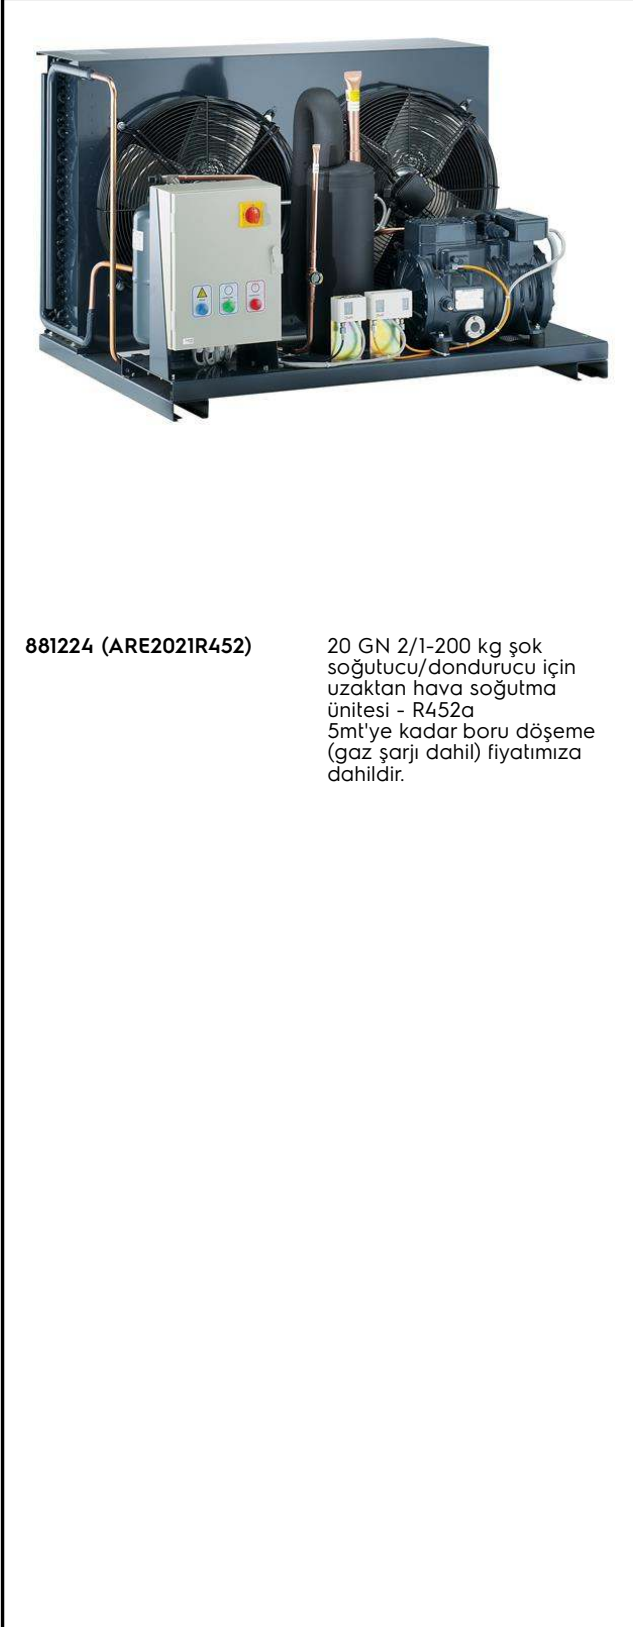 881224 (ARE2021R452)
20 GN 2/1-200 kg şok
soğutucu/dondurucu için
uzaktan hava soğutma
ünitesi - R452a
5mt'ye kadar boru döşeme
(gaz şarjı dahil) fiyatımıza
dahildir.